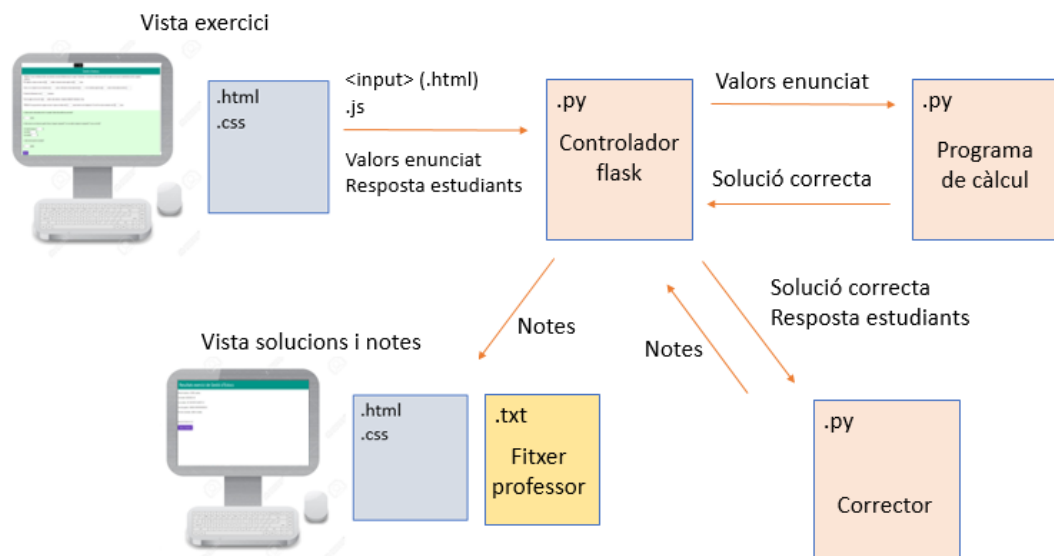 Vista exercici
.html
.css
<input> (.html)
.js
Valors enunciat
Resposta estudiants
.py
Controlador
flask
Valors enunciat
Solució correcta
.py
Programa
de càlcul
Notes
Notes
Solució correcta
Resposta estudiants
Vista solucions i notes
.html
.css
.txt
Fitxer
professor
.py
Corrector